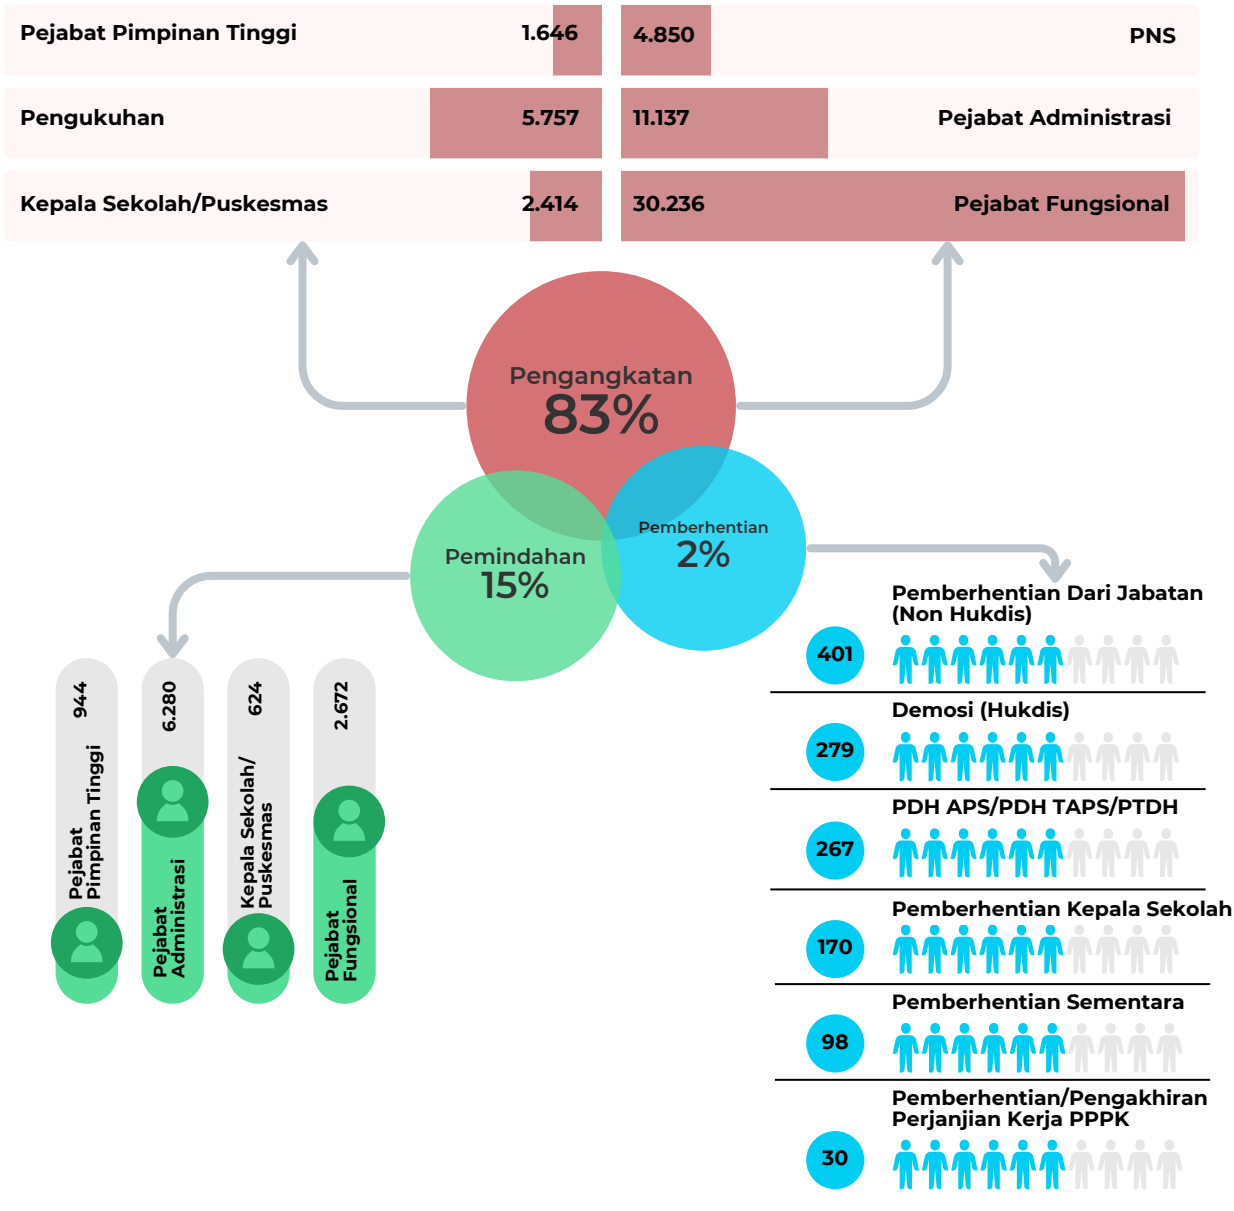 Pejabat Pimpinan Tinggi 1.646
4.850 PNS
Pengukuhan 5.757
11.137 Pejabat Administrasi
Kepala Sekolah/Puskesmas 2.414
30.236 Pejabat Fungsional
Pengangkatan
83%
Pemberhentian
2%
Pemindahan
15%
944
Pejabat
Pimpinan Tinggi
6.280
Pejabat
Administrasi
624
Kepala Sekolah/
Puskesmas
2.672
Pejabat
Fungsional
Pemberhentian Dari Jabatan
(Non Hukdis)
401
Demosi (Hukdis)
279
PDH APS/PDH TAPS/PTDH
267
Pemberhentian Kepala Sekolah
170
Pemberhentian Sementara
98
Pemberhentian/Pengakhiran
Perjanjian Kerja PPPK
30